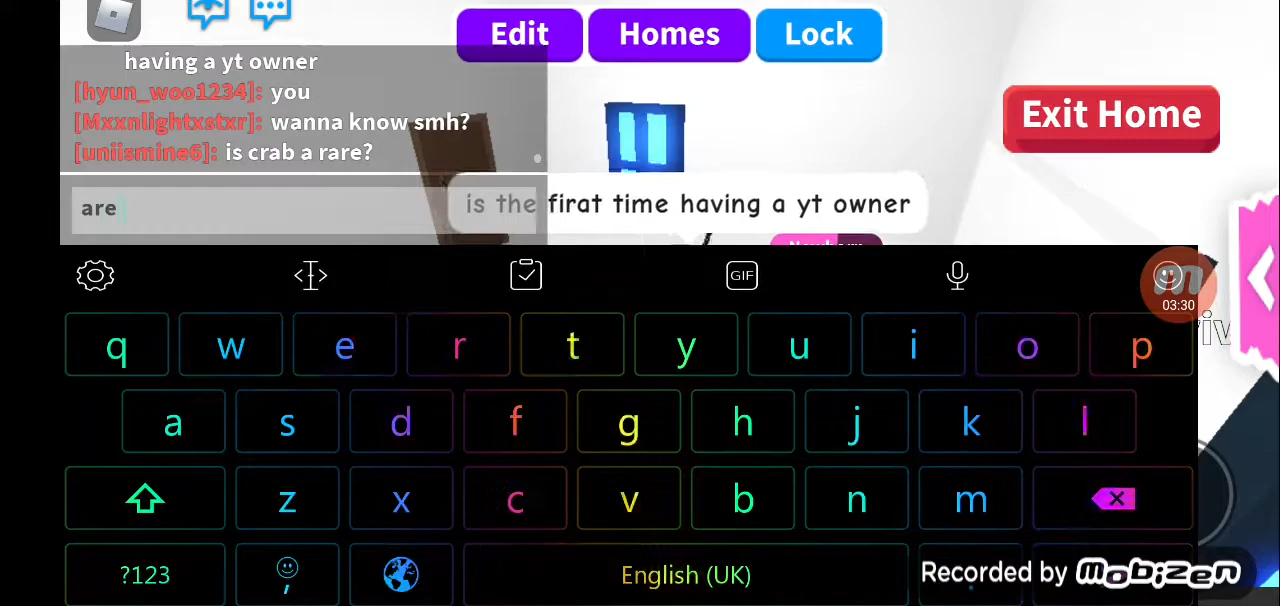 Edit Homes Lock
having a yt owner
[hyun_woo1234]: you
[Mxxnlightxstxr]: wanna know smh?
[uniismine6]: is crab a rare?
Exit Home
are
is the firat time having a yt owner
Newborn
GIF
03:30
q w e r t y u i o p
a s d f g h j k l
z x c v b n m
?123 , English (UK) .
Recorded by mobizen